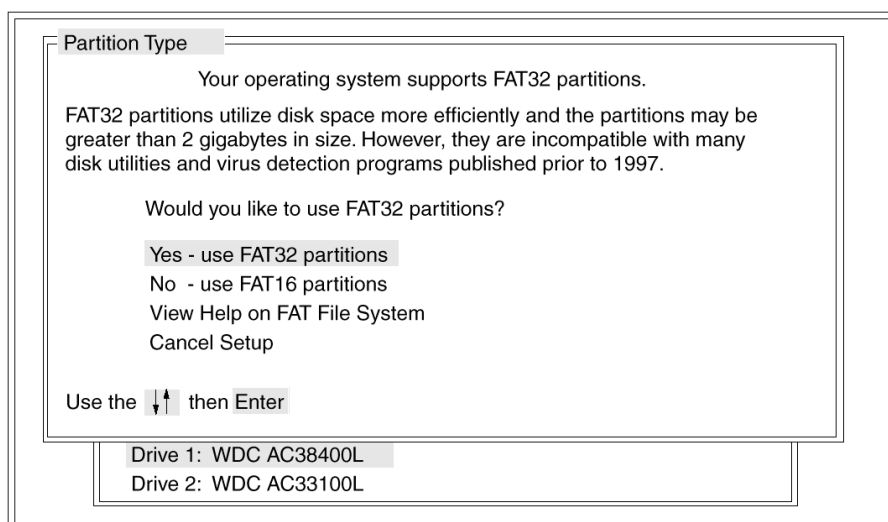 Partition Type
Your operating system supports FAT32 partitions.
FAT32 partitions utilize disk space more efficiently and the partitions may be
greater than 2 gigabytes in size. However, they are incompatible with many
disk utilities and virus detection programs published prior to 1997.
Would you like to use FAT32 partitions?
Yes - use FAT32 partitions
No - use FAT16 partitions
View Help on FAT File System
Cancel Setup
Use the ↓↑ then Enter
Drive 1: WDC AC38400L
Drive 2: WDC AC33100L